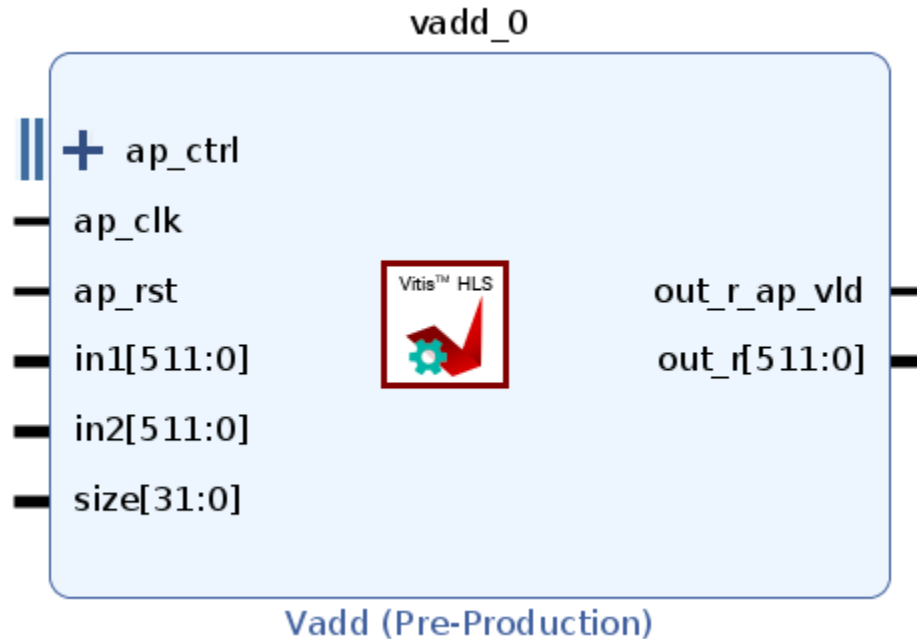 vadd_0
ap_ctrl
ap_clk
ap_rst
in1[511:0]
in2[511:0]
size[31:0]
Vitis™ HLS
out_r_ap_vld
out_r[511:0]
Vadd (Pre-Production)